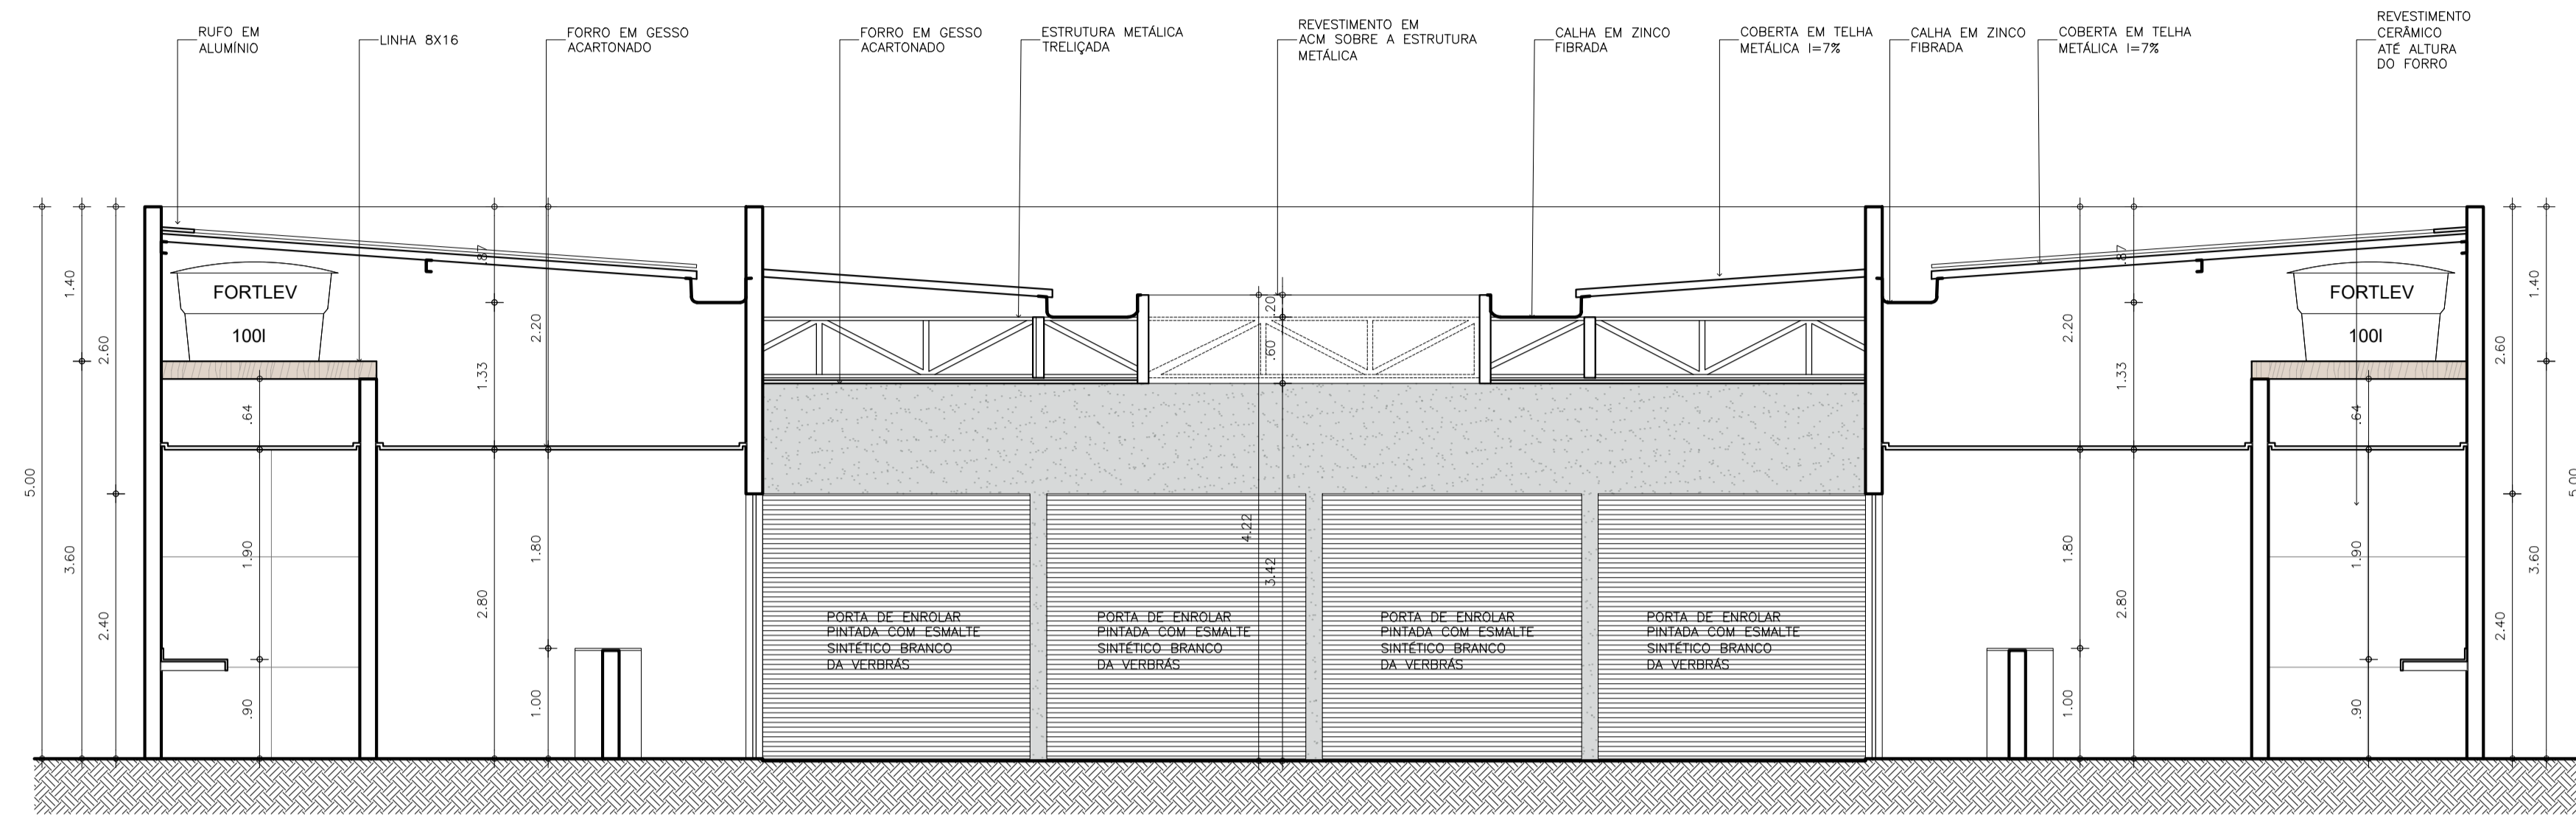 RUFO EM
ALUMÍNIO
LINHA 8X16
FORRO EM GESSO
ACARTONADO
FORRO EM GESSO
ACARTONADO
ESTRUTURA METÁLICA
TRELIÇADA
REVESTIMENTO EM
ACM SOBRE A ESTRUTURA
METÁLICA
CALHA EM ZINCO
FIBRADA
COBERTA EM TELHA
METÁLICA I=7%
CALHA EM ZINCO
FIBRADA
COBERTA EM TELHA
METÁLICA I=7%
REVESTIMENTO
CERÂMICO
ATÉ ALTURA
DO FORRO
5.00
1.40
3.60
2.60
2.40
FORTLEV
100l
.64
1.90
.90
.87
1.33
2.80
2.20
1.80
1.00
.20
.60
4.22
3.42
PORTA DE ENROLAR
PINTADA COM ESMALTE
SINTÉTICO BRANCO
DA VERBRÁS
PORTA DE ENROLAR
PINTADA COM ESMALTE
SINTÉTICO BRANCO
DA VERBRÁS
PORTA DE ENROLAR
PINTADA COM ESMALTE
SINTÉTICO BRANCO
DA VERBRÁS
PORTA DE ENROLAR
PINTADA COM ESMALTE
SINTÉTICO BRANCO
DA VERBRÁS
2.20
1.80
1.00
.87
1.33
2.80
FORTLEV
100l
.64
1.90
.90
2.60
2.40
1.40
3.60
5.00